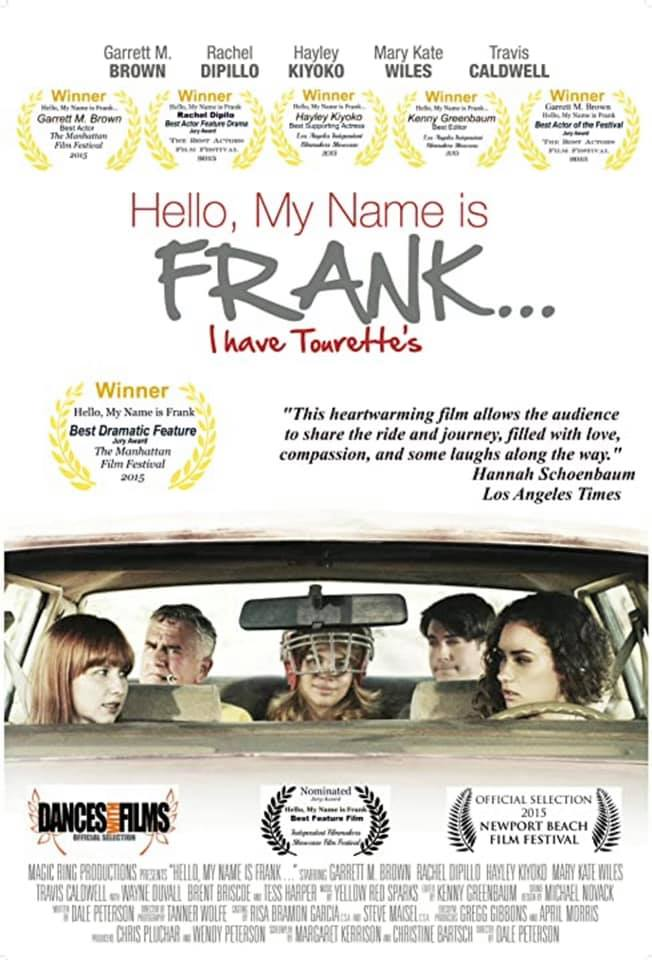 Garrett M. Rachel Hayley Mary Kate Travis
BROWN DIPILLO KIYOKO WILES CALDWELL
Winner
Hello, My Name is Frank...
Garrett M. Brown
Best Actor
The Manhattan
Film Festival
2015
Winner
Hello, My Name is Frank
Rachel Dipilo
Best Actor Feature Drama
Jury Award
THE BEST ACTORS
FILM FESTIVAL
2015
Winner
Hello, My Name is Frank...
Hayley Kiyoko
Best Supporting Actress
Los Angeles Independent
Filmmakers Showcase
2015
Winner
Hello, My Name is Frank...
Kenny Greenbaum
Best Editor
Los Angeles Independent
Filmmakers Showcase
2015
Winner
Garrett M. Brown
Hello, My Name is Frank
Best Actor of the Festival
Jury Award
THE BEST ACTORS
FILM FESTIVAL
2015
Hello, My Name is
FRANK...
I have Tourette's
Winner
Hello, My Name is Frank
Best Dramatic Feature
Jury Award
The Manhattan
Film Festival
2015
"This heartwarming film allows the audience
to share the ride and journey, filled with love,
compassion, and some laughs along the way."
Hannah Schoenbaum
Los Angeles Times
DANCES WITH FILMS
OFFICIAL SELECTION
Nominated
Jury Award
Hello, My Name is Frank
Best Feature Film
Independent Filmmakers
Showcase Film Festival
OFFICIAL SELECTION
2015
NEWPORT BEACH
FILM FESTIVAL
MAGIC RING PRODUCTIONS PRESENTS "HELLO, MY NAME IS FRANK..." STARRING GARRETT M. BROWN RACHEL DIPILLO HAYLEY KIYOKO MARY KATE WILES
TRAVIS CALDWELL WITH WAYNE DUVALL BRENT BRISCOE AND TESS HARPER MUSIC BY YELLOW RED SPARKS EDITED BY KENNY GREENBAUM SOUND DESIGN BY MICHAEL NOVACK
WRITTEN BY DALE PETERSON DIRECTOR OF PHOTOGRAPHY TANNER WOLFE CASTING RISA BRAMON GARCIA C.S.A. AND STEVE MAISEL C.S.A. EXECUTIVE PRODUCERS GREGG GIBBONS AND APRIL MORRIS
PRODUCERS CHRIS PLUCHAR AND WENDY PETERSON SCREENPLAY BY MARGARET KERRISON AND CHRISTINE BARTSCH DIRECTED BY DALE PETERSON